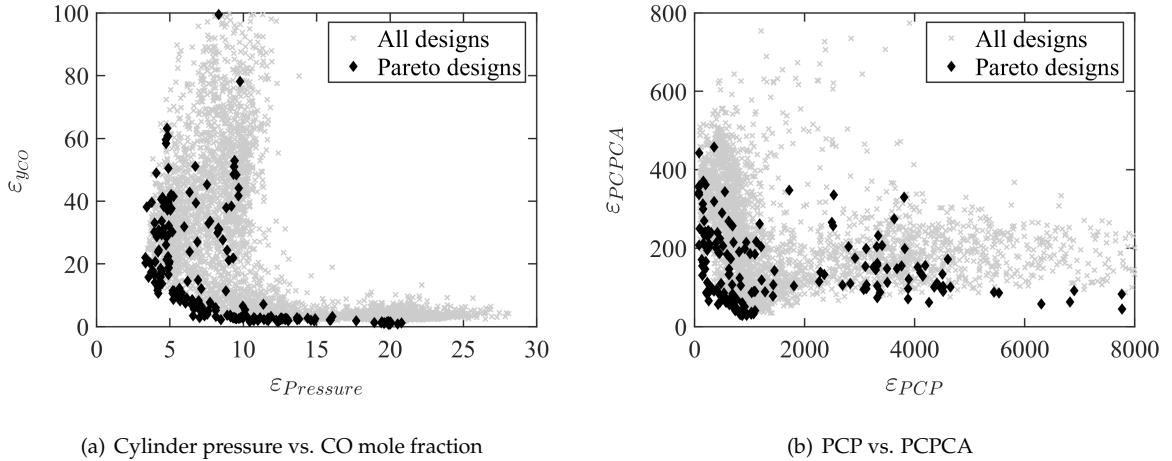 100
80
60
40
20
0
ε_yCO
0 5 10 15 20 25 30
ε_Pressure
All designs
Pareto designs
(a) Cylinder pressure vs. CO mole fraction
800
600
400
200
0
ε_PCPCA
0 2000 4000 6000 8000
ε_PCP
All designs
Pareto designs
(b) PCP vs. PCPCA